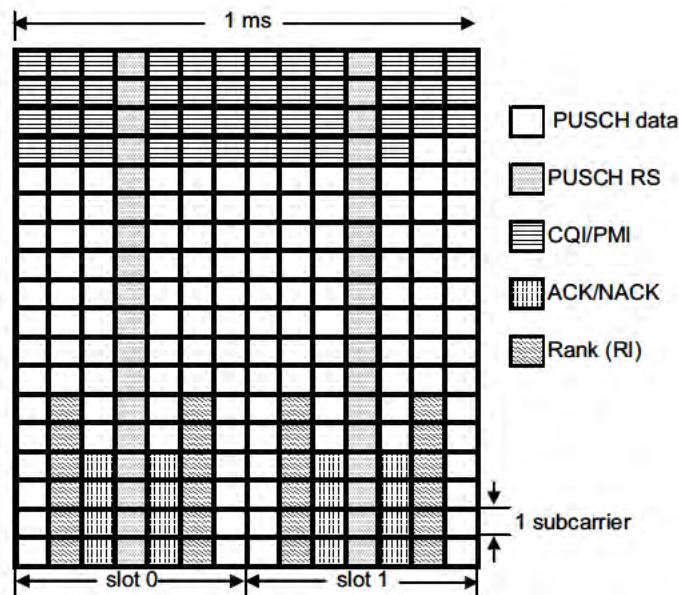 1 ms
PUSCH data
PUSCH RS
CQI/PMI
ACK/NACK
Rank (RI)
1 subcarrier
slot 0
slot 1